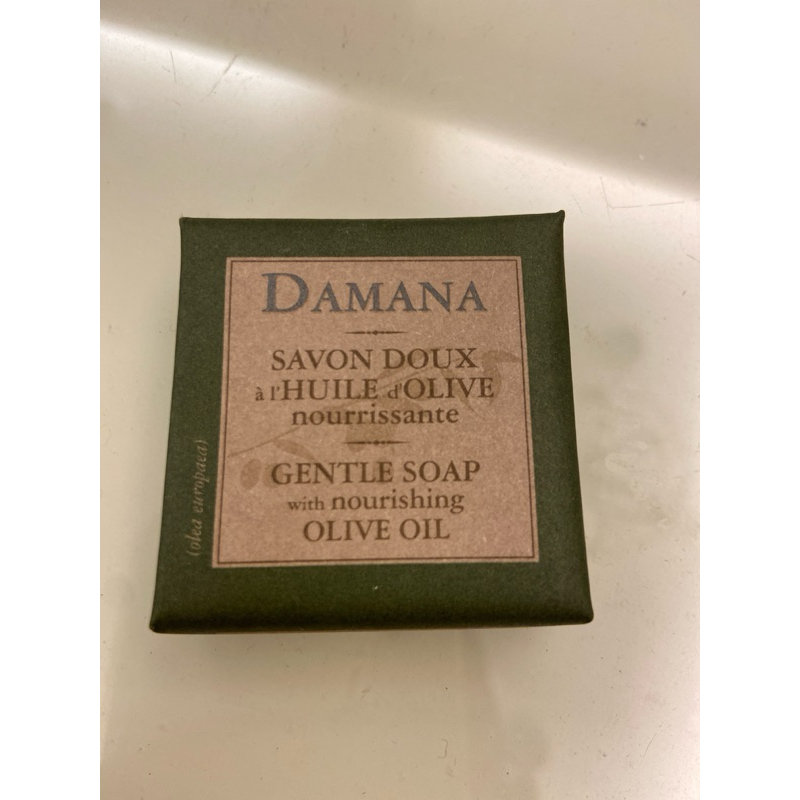 DAMANA
SAVON DOUX
à l'HUILE d'OLIVE
nourrissante
GENTLE SOAP
with nourishing
OLIVE OIL
(olea europaea)